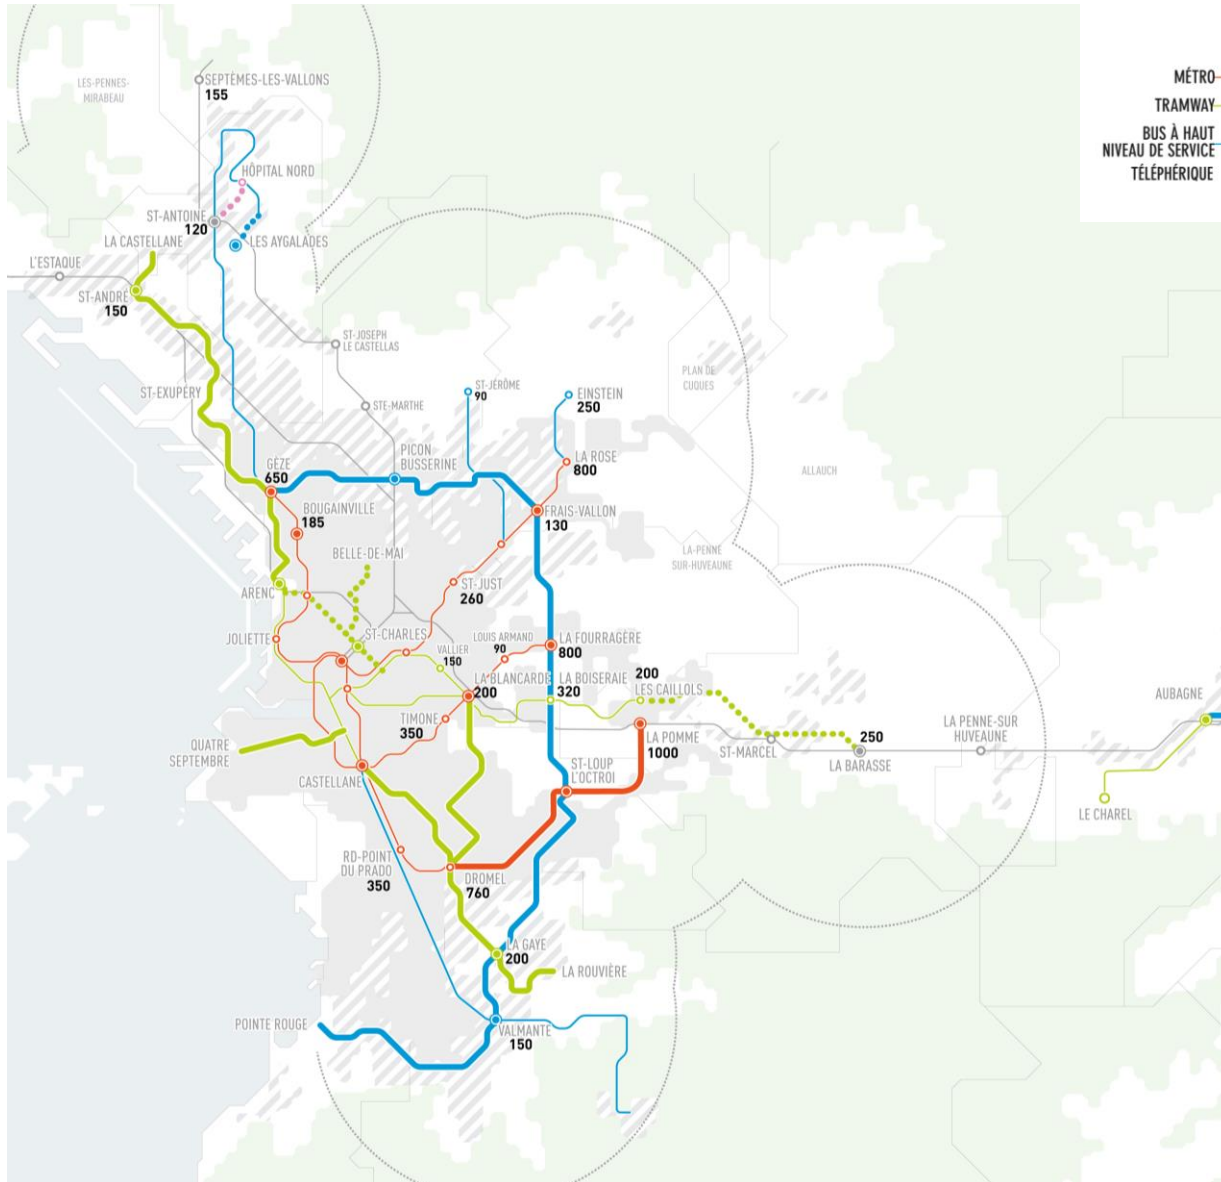 MÉTRO
TRAMWAY
BUS À HAUT
NIVEAU DE SERVICE
TÉLÉPHÉRIQUE
LES-PENNES-
MIRABEAU
SEPTÈMES-LES-VALLONS
155
HÔPITAL NORD
ST-ANTOINE
120
LA CASTELLANE
LES AYGALADES
L'ESTAQUE
ST-ANDRÉ
150
ST-JOSEPH
LE CASTELLAS
ST-EXUPÉRY
STE-MARTHE
ST-JÉRÔME
90
EINSTEIN
250
PLAN DE
CUQUES
PICON
BUSSERINE
GÈZE
650
LA ROSE
800
ALLAUCH
BOUGAINVILLE
185
FRAIS-VALLON
130
BELLE-DE-MAI
LA-PENNE
SUR-HUVEAUNE
ARENC
ST-JUST
260
JOLIETTE
ST-CHARLES
VALLIER
150
LOUIS ARMAND
90
LA FOURRAGÈRE
800
LA BLANCARDE
200
LA BOISERAIE
320
200
LES CAILLOLS
TIMONE
350
AUBAGNE
QUATRE
SEPTEMBRE
LA POMME
1000
ST-MARCEL
250
LA BARASSE
LA PENNE-SUR
HUVEAUNE
CASTELLANE
ST-LOUP
L'OCTROI
LE CHAREL
RD-POINT
DU PRADO
350
DROMEL
760
LA GAYE
200
LA ROUVIÈRE
POINTE ROUGE
VALMANTE
150